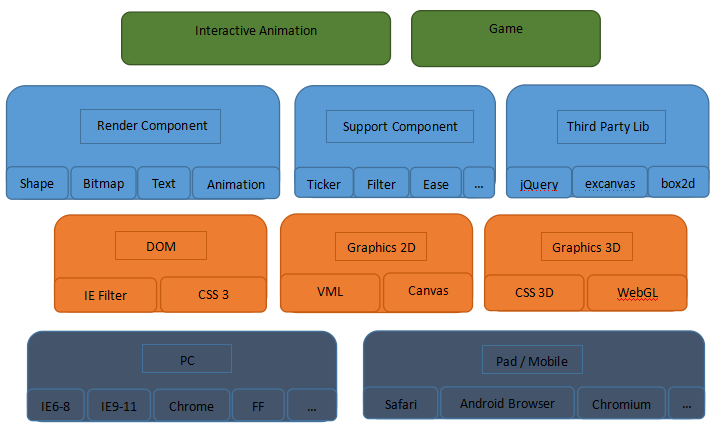 Interactive Animation
Game
Render Component
Support Component
Third Party Lib
Shape Bitmap Text Animation
Ticker Filter Ease ...
jQuery excanvas box2d
DOM
Graphics 2D
Graphics 3D
IE Filter CSS 3
VML Canvas
CSS 3D WebGL
PC
Pad / Mobile
IE6-8 IE9-11 Chrome FF ...
Safari Android Browser Chromium ...